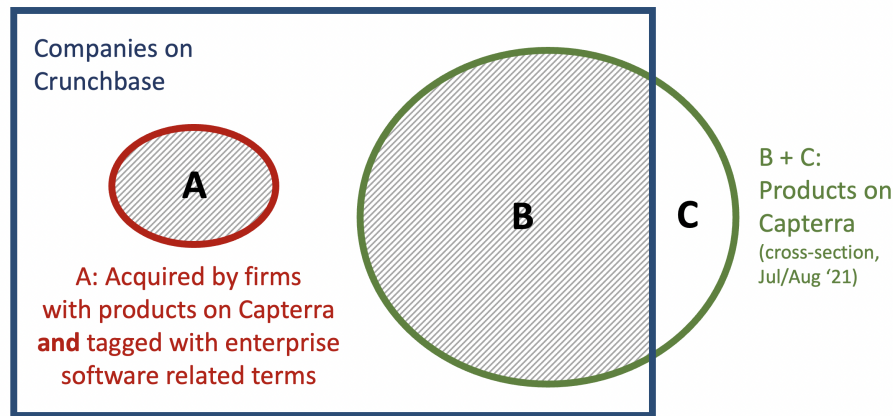 Companies on
Crunchbase
A
A: Acquired by firms
with products on Capterra
and tagged with enterprise
software related terms
B
C
B + C:
Products on
Capterra
(cross-section,
Jul/Aug ‘21)